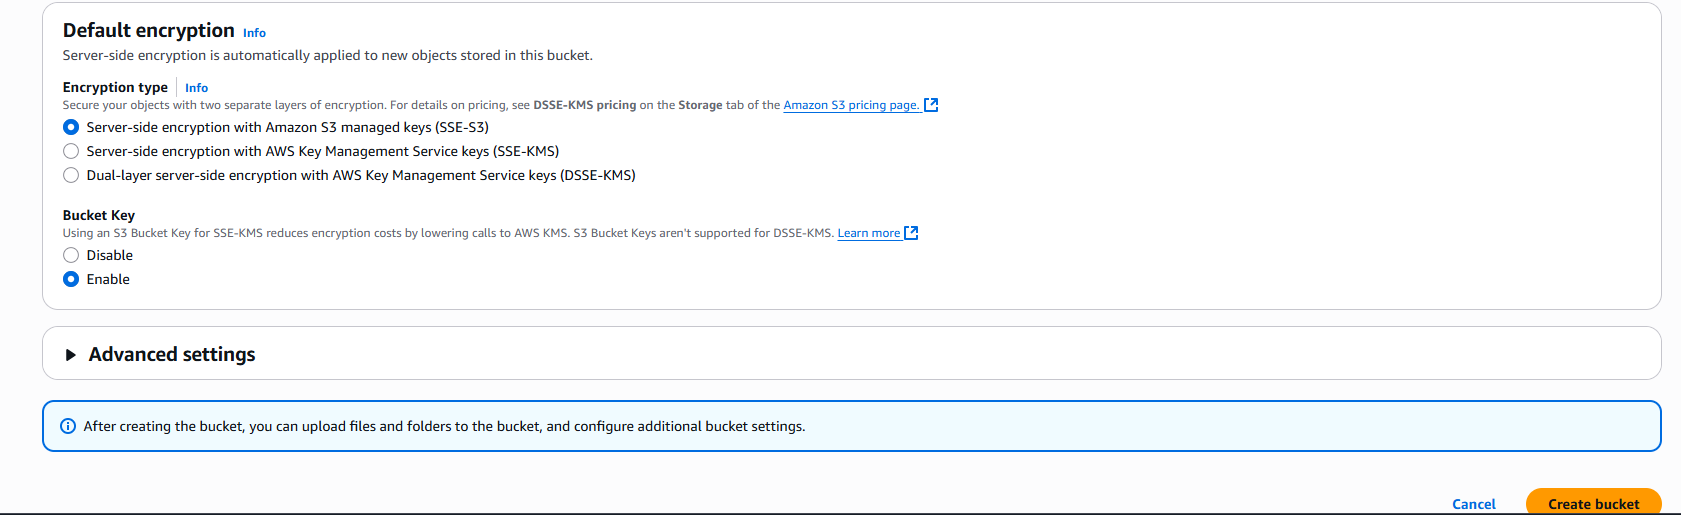 Default encryption Info
Server-side encryption is automatically applied to new objects stored in this bucket.
Encryption type Info
Secure your objects with two separate layers of encryption. For details on pricing, see DSSE-KMS pricing on the Storage tab of the Amazon S3 pricing page.
Server-side encryption with Amazon S3 managed keys (SSE-S3)
Server-side encryption with AWS Key Management Service keys (SSE-KMS)
Dual-layer server-side encryption with AWS Key Management Service keys (DSSE-KMS)
Bucket Key
Using an S3 Bucket Key for SSE-KMS reduces encryption costs by lowering calls to AWS KMS. S3 Bucket Keys aren't supported for DSSE-KMS. Learn more
Disable
Enable
Advanced settings
After creating the bucket, you can upload files and folders to the bucket, and configure additional bucket settings.
Cancel Create bucket